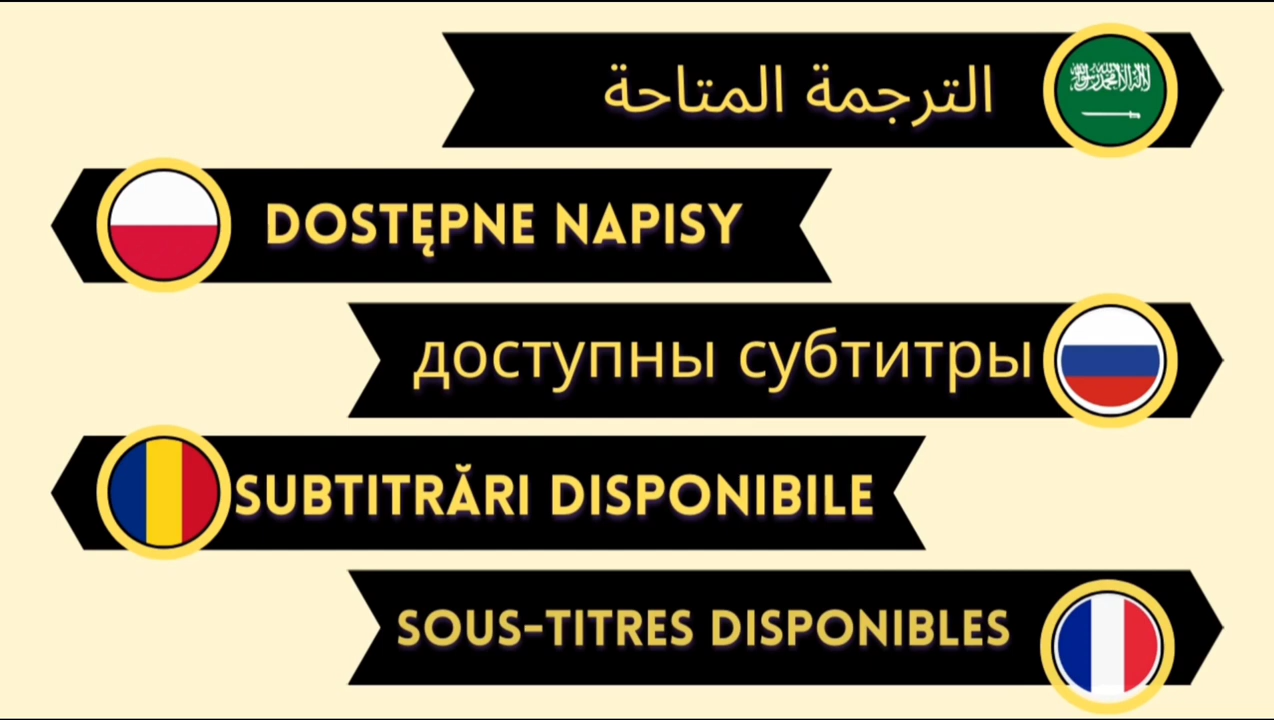 الترجمة المتاحة
DOSTĘPNE NAPISY
доступны субтитры
SUBTITRĂRI DISPONIBILE
SOUS-TITRES DISPONIBLES